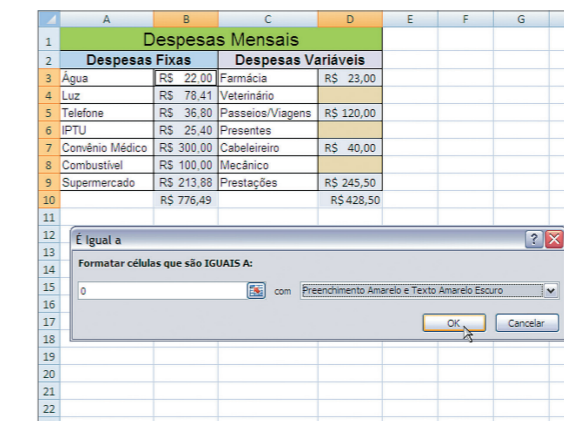 A B C D E F G
1 Despesas Mensais
2 Despesas Fixas Despesas Variáveis
3 Água R$ 22,00 Farmácia R$ 23,00
4 Luz R$ 78,41 Veterinário
5 Telefone R$ 36,80 Passeios/Viagens R$ 120,00
6 IPTU R$ 25,40 Presentes
7 Convênio Médico R$ 300,00 Cabeleireiro R$ 40,00
8 Combustível R$ 100,00 Mecânico
9 Supermercado R$ 213,88 Prestações R$ 245,50
10 R$ 776,49 R$ 428,50
11
12 É Igual a
13
14 Formatar células que são IGUAIS A:
15 0 com Preenchimento Amarelo e Texto Amarelo Escuro
16
17 OK Cancelar
18
19
20
21
22